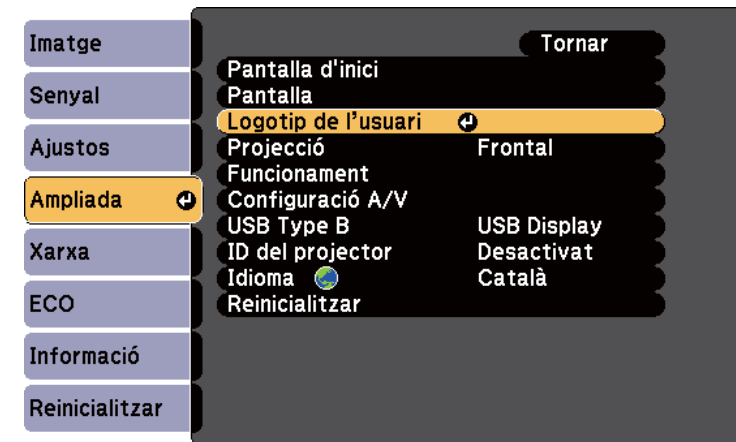 Imatge
Senyal
Ajustos
Ampliada
Xarxa
ECO
Informació
Reinicialitzar
Tornar
Pantalla d'inici
Pantalla
Logotip de l’usuari
Projecció Frontal
Funcionament
Configuració A/V
USB Type B USB Display
ID del projector Desactivat
Idioma Català
Reinicialitzar